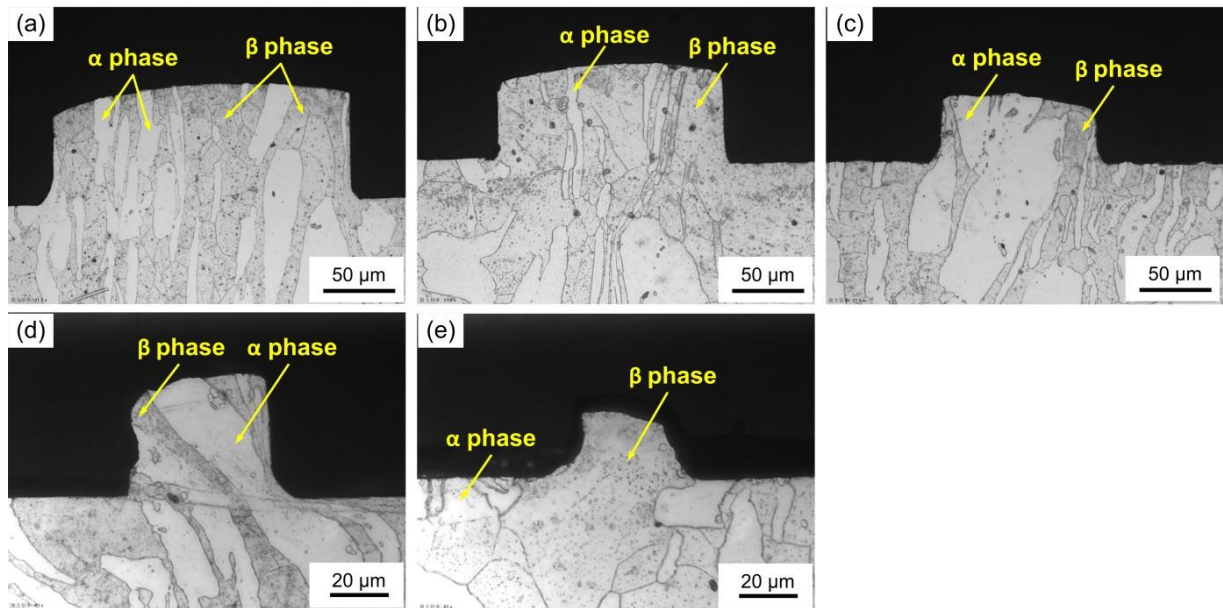 (a)
α phase
β phase
50 μm
(b)
α phase
β phase
50 μm
(c)
α phase
β phase
50 μm
(d)
β phase
α phase
20 μm
(e)
β phase
α phase
20 μm